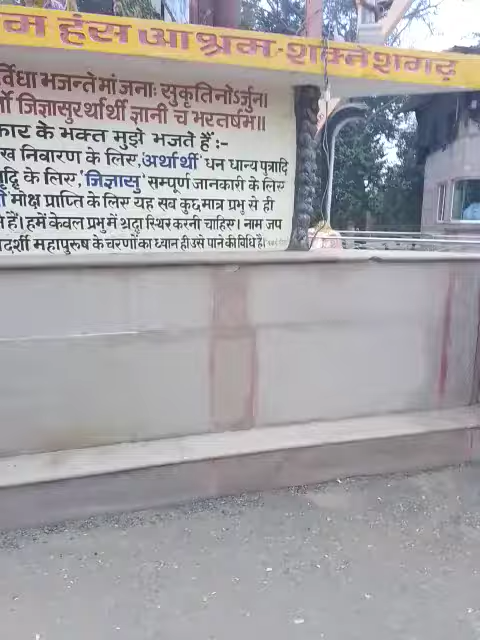 म हंस आश्रम-शक्तेशगढ़
र्विधा भजन्ते मां जनाः सुकृतिनोऽर्जुन।
र्तो जिज्ञासुरर्थार्थी ज्ञानी च भरतर्षभ॥
कार के भक्त मुझे भजते हैं :-
ख निवारण के लिए, 'अर्थार्थी' धन धान्य पुत्रादि
द्धि के लिए, 'जिज्ञासु' सम्पूर्ण जानकारी के लिए
मोक्ष प्राप्ति के लिए यह सब कुछ मात्र प्रभु से ही
ते हैं। हमें केवल प्रभु में श्रद्धा स्थिर करनी चाहिए। नाम जप
दर्शी महापुरुष के चरणों का ध्यान ही उसे पाने की विधि है।